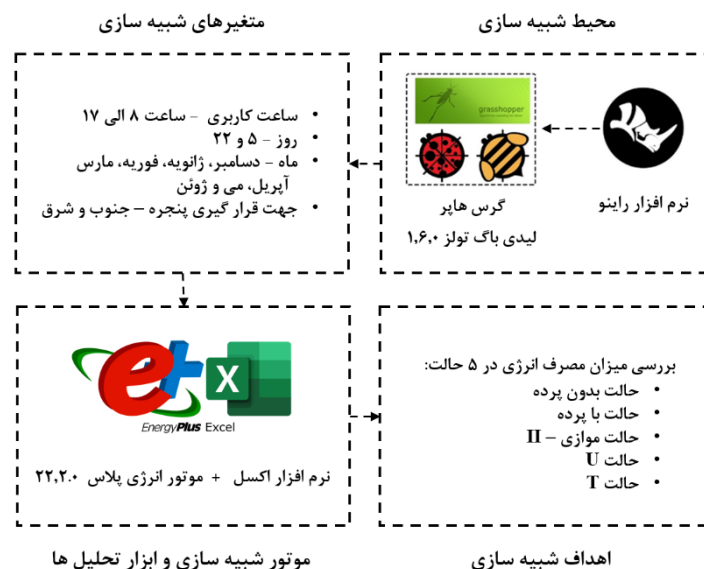 محیط شبیه سازی
نرم افزار راینو
grasshopper
گرس هاپر
لیدی باگ تولز ۱,۶,۰
متغیرهای شبیه سازی
ساعت کاربری – ساعت ۸ الی ۱۷
روز – ۵ و ۲۲
ماه – دسامبر، ژانویه، فوریه، مارس
آپریل، می و ژوئن
جهت قرار گیری پنجره – جنوب و شرق
EnergyPlus Excel
نرم افزار اکسل + موتور انرژی پلاس ۲۲,۲.۰
موتور شبیه سازی و ابزار تحلیل ها
بررسی میزان مصرف انرژی در ۵ حالت:
حالت بدون پرده
حالت با پرده
حالت موازی – II
حالت U
حالت T
اهداف شبیه سازی